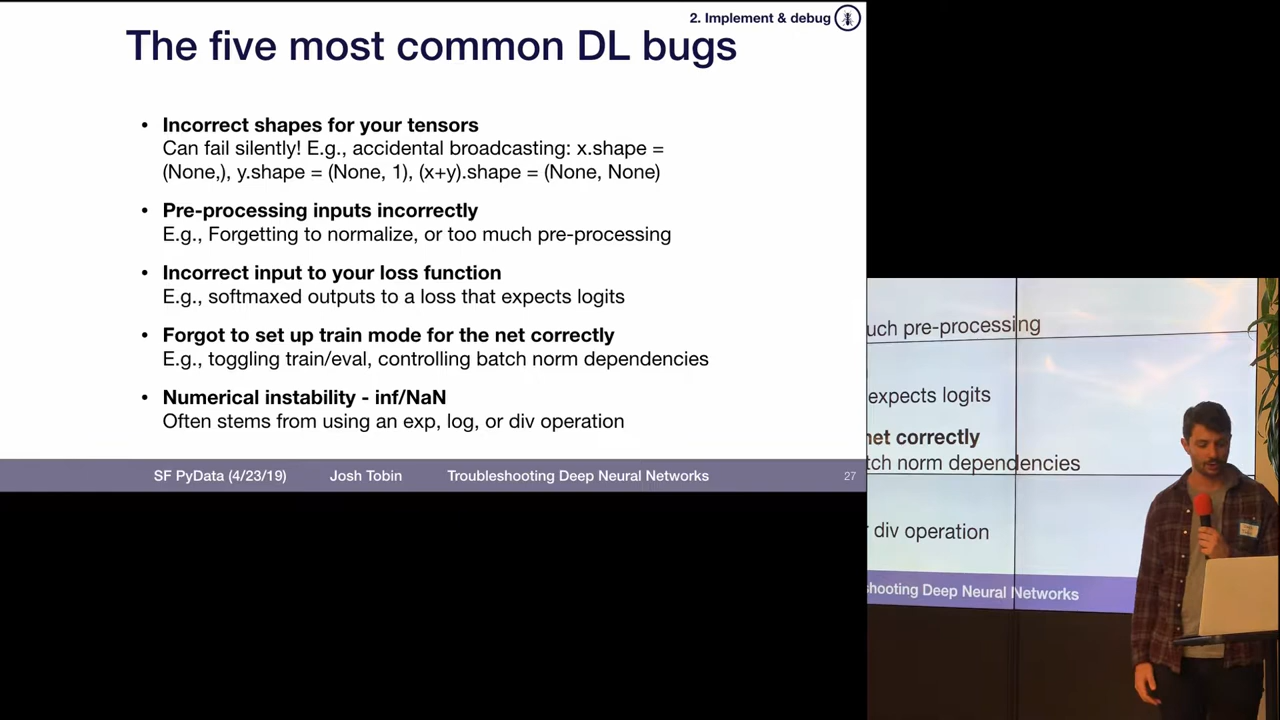 2. Implement & debug
The five most common DL bugs
• Incorrect shapes for your tensors
Can fail silently! E.g., accidental broadcasting: x.shape =
(None,), y.shape = (None, 1), (x+y).shape = (None, None)
• Pre-processing inputs incorrectly
E.g., Forgetting to normalize, or too much pre-processing
• Incorrect input to your loss function
E.g., softmaxed outputs to a loss that expects logits
• Forgot to set up train mode for the net correctly
E.g., toggling train/eval, controlling batch norm dependencies
• Numerical instability - inf/NaN
Often stems from using an exp, log, or div operation
SF PyData (4/23/19) Josh Tobin Troubleshooting Deep Neural Networks 27
uch pre-processing
expects logits
net correctly
tch norm dependencies
div operation
shooting Deep Neural Networks